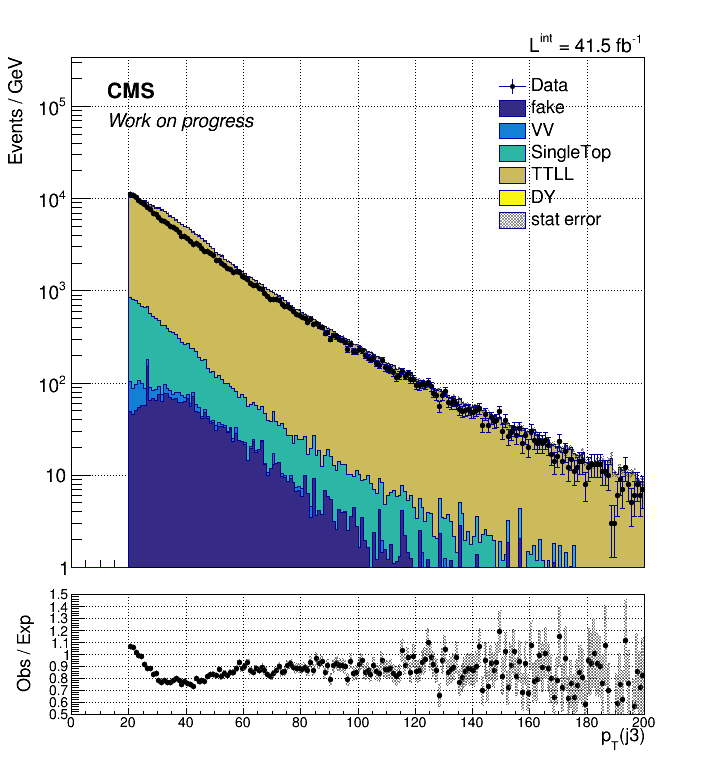 L^int = 41.5 fb^-1
Events / GeV
CMS
Work on progress
Data
fake
VV
SingleTop
TTLL
DY
stat error
10^5
10^4
10^3
10^2
10
1
Obs / Exp
1.5
1.4
1.3
1.2
1.1
1
0.9
0.8
0.7
0.6
0.5
0 20 40 60 80 100 120 140 160 180 200
p_T(j3)